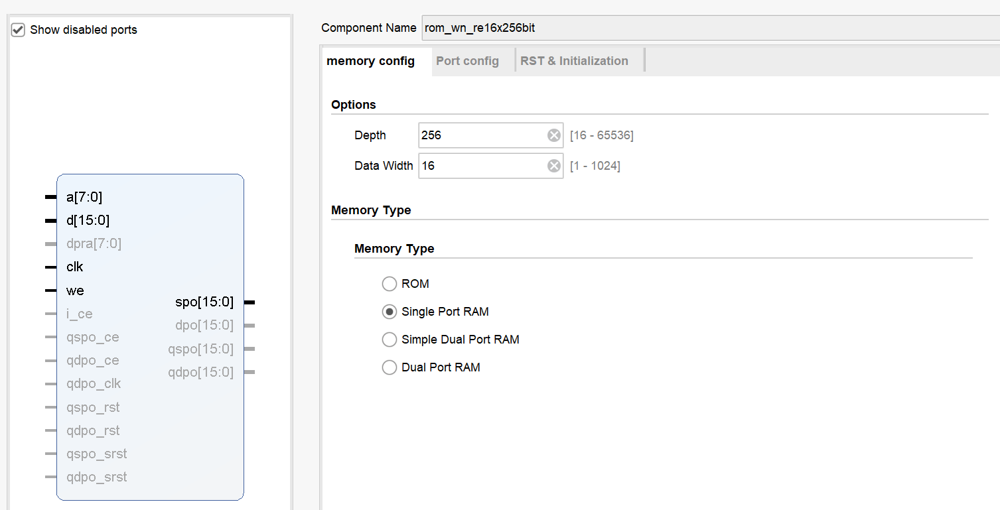 Show disabled ports
a[7:0]
d[15:0]
dpra[7:0]
clk
we
i_ce
qspo_ce
qdpo_ce
qdpo_clk
qspo_rst
qdpo_rst
qspo_srst
qdpo_srst
spo[15:0]
dpo[15:0]
qspo[15:0]
qdpo[15:0]
Component Name rom_wn_re16x256bit
memory config Port config RST & Initialization
Options
Depth 256 [16 - 65536]
Data Width 16 [1 - 1024]
Memory Type
Memory Type
ROM
Single Port RAM
Simple Dual Port RAM
Dual Port RAM